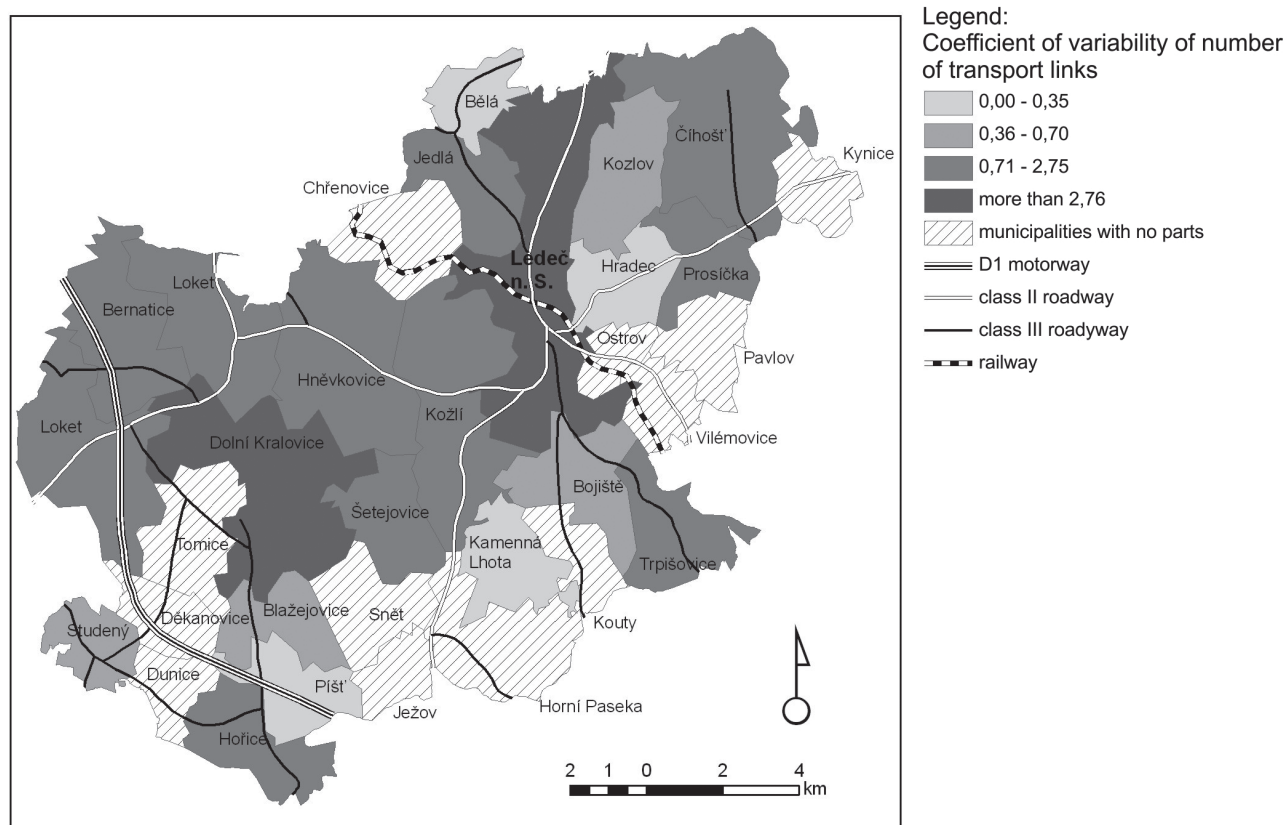 Legend:
Coefficient of variability of number
of transport links
0,00 - 0,35
0,36 - 0,70
0,71 - 2,75
more than 2,76
municipalities with no parts
D1 motorway
class II roadway
class III roadyway
railway
Bělá
Číhošť
Jedlá
Kozlov
Kynice
Chřenovice
Ledeč
n. S.
Hradec
Prosíčka
Loket
Bernatice
Ostrov
Pavlov
Hněvkovice
Kožlí
Loket
Dolní Kralovice
Vilémovice
Bojiště
Šetejovice
Kamenná
Lhota
Tomice
Trpišovice
Blažejovice
Snět
Děkanovice
Kouty
Studený
Dunice
Píšť
Ježov
Horní Paseka
Hořice
2 1 0 2 4
km